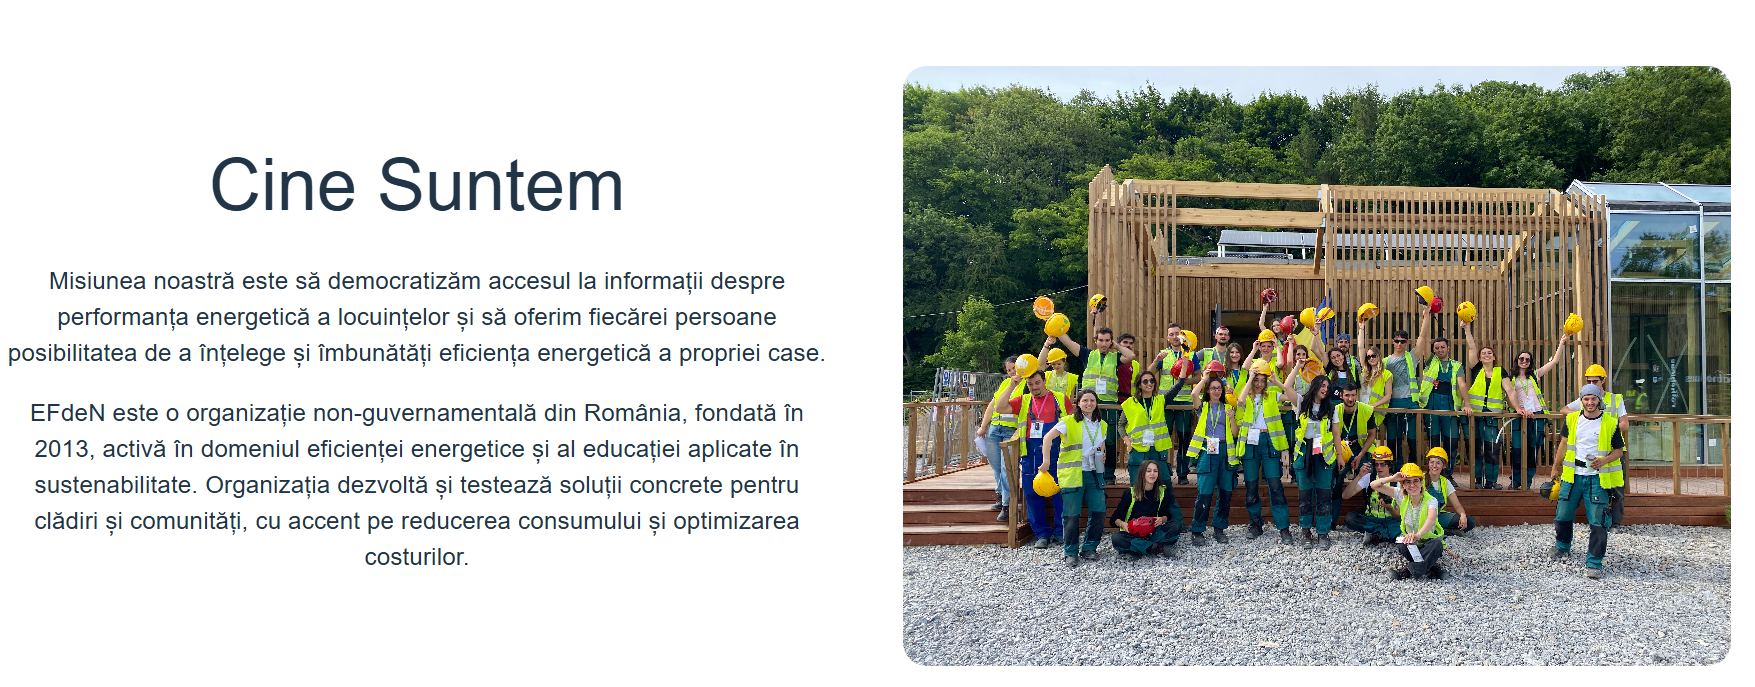 Cine Suntem
Misiunea noastră este să democratizăm accesul la informații despre
performanța energetică a locuințelor și să oferim fiecărei persoane
posibilitatea de a înțelege și îmbunătăți eficiența energetică a propriei case.
EFdeN este o organizație non-guvernamentală din România, fondată în
2013, activă în domeniul eficienței energetice și al educației aplicate în
sustenabilitate. Organizația dezvoltă și testează soluții concrete pentru
clădiri și comunități, cu accent pe reducerea consumului și optimizarea
costurilor.